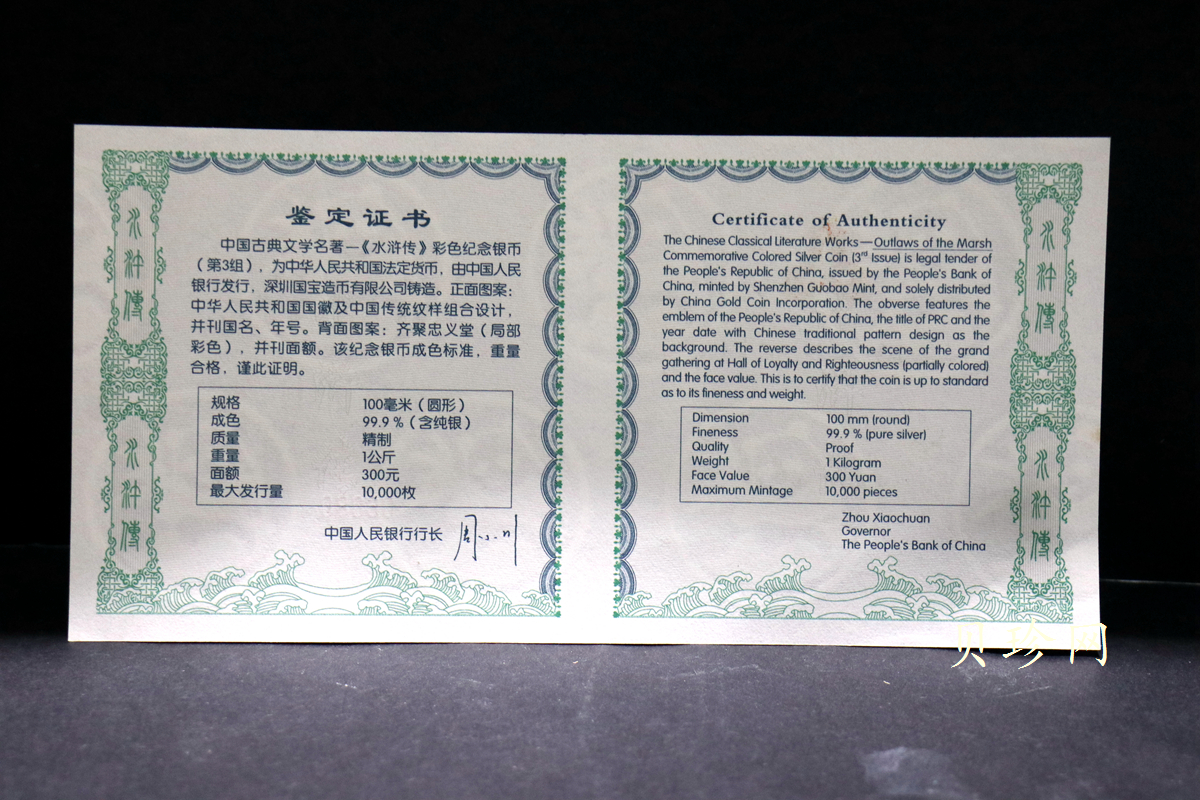 鉴定证书
中国古典文学名著—《水浒传》彩色纪念银币
（第3组），为中华人民共和国法定货币，由中国人民
银行发行，深圳国宝造币有限公司铸造。正面图案：
中华人民共和国国徽及中国传统纹样组合设计，
并刊国名、年号。背面图案：齐聚忠义堂（局部
彩色），并刊面额。该纪念银币成色标准，重量
合格，谨此证明。
规格 100毫米（圆形）
成色 99.9 %（含纯银）
质量 精制
重量 1公斤
面额 300元
最大发行量 10,000枚
中国人民银行行长 周小川
水浒傳
水浒傳
Certificate of Authenticity
The Chinese Classical Literature Works—Outlaws of the Marsh
Commemorative Colored Silver Coin (3rd Issue) is legal tender of
the People's Republic of China, issued by the People's Bank of
China, minted by Shenzhen Guobao Mint, and solely distributed
by China Gold Coin Incorporation. The obverse features the
emblem of the People's Republic of China, the title of PRC and the
year date with Chinese traditional pattern design as the
background. The reverse describes the scene of the grand
gathering at Hall of Loyalty and Righteousness (partially colored)
and the face value. This is to certify that the coin is up to standard
as to its fineness and weight.
Dimension 100 mm (round)
Fineness 99.9 % (pure silver)
Quality Proof
Weight 1 Kilogram
Face Value 300 Yuan
Maximum Mintage 10,000 pieces
Zhou Xiaochuan
Governor
The People's Bank of China
水浒傳
水浒傳
贝珍网